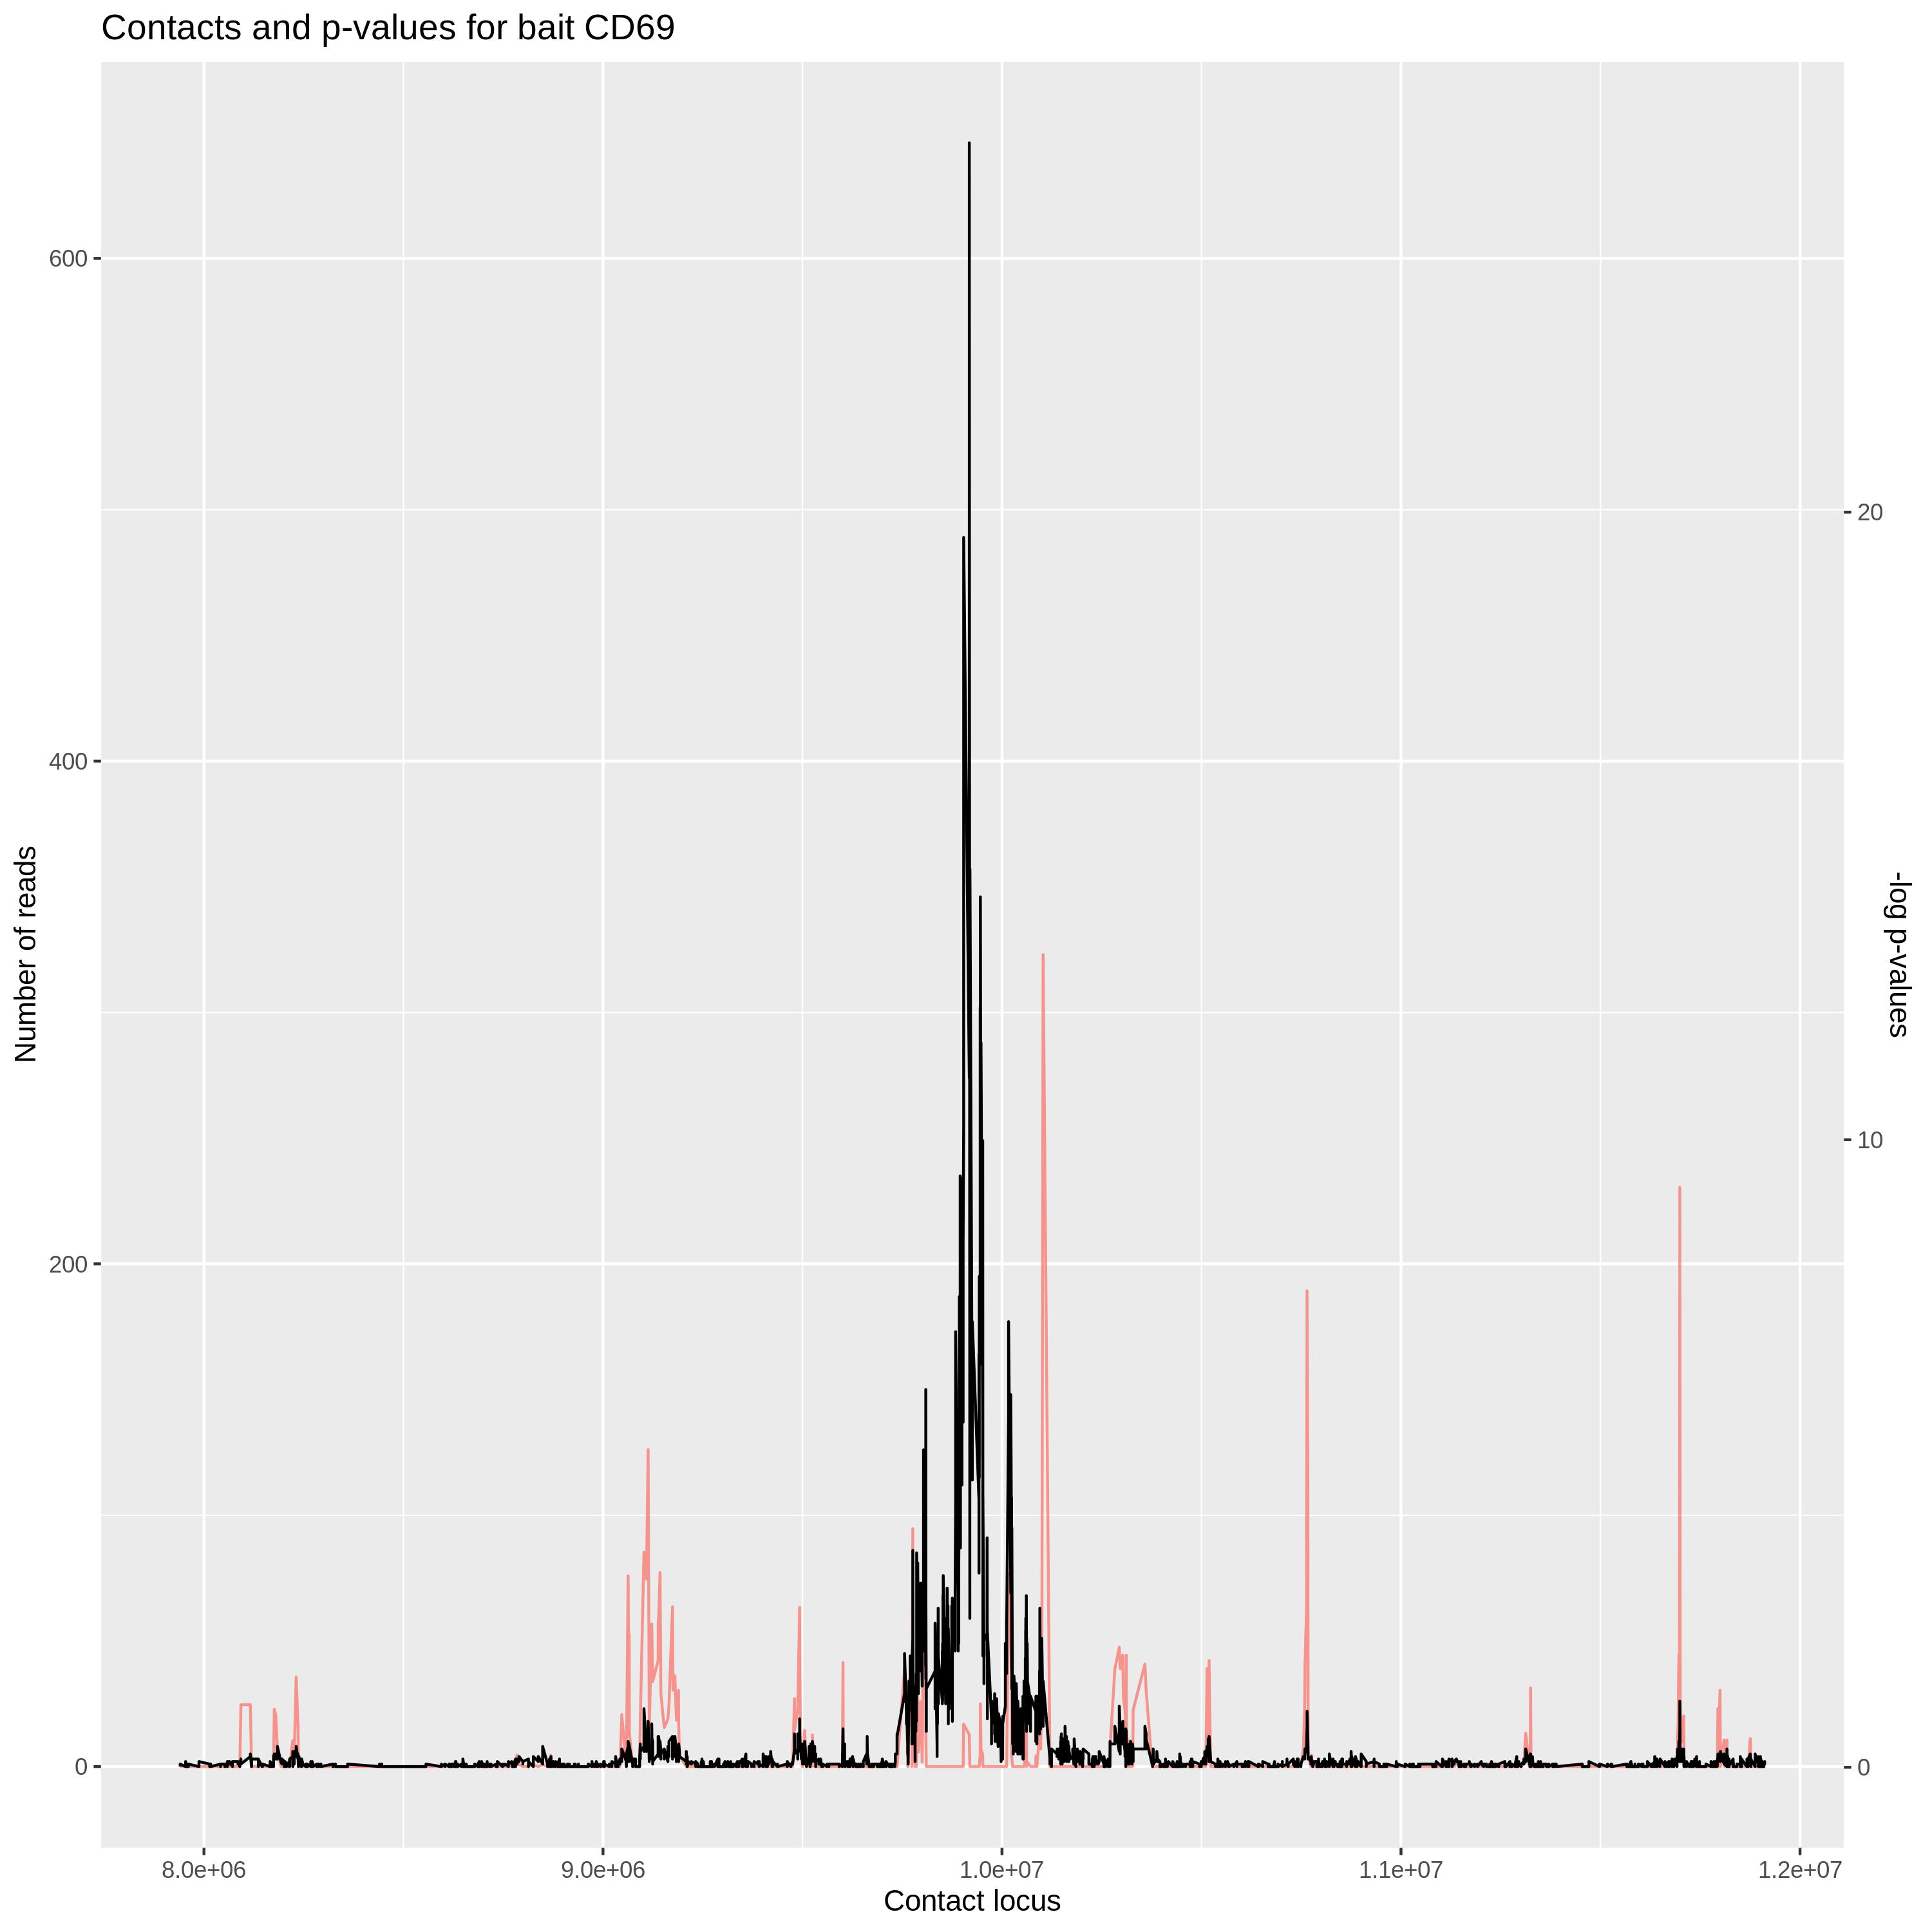 Contacts and p-values for bait CD69
600
400
200
0
Number of reads
20
10
0
-log p-values
8.0e+06
9.0e+06
1.0e+07
1.1e+07
1.2e+07
Contact locus